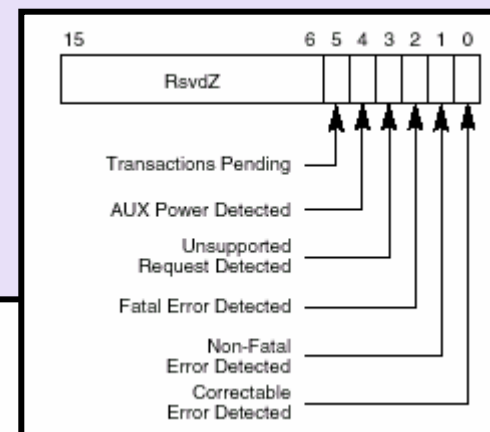 15 6 5 4 3 2 1 0
RsvdZ
Transactions Pending
AUX Power Detected
Unsupported
Request Detected
Fatal Error Detected
Non-Fatal
Error Detected
Correctable
Error Detected